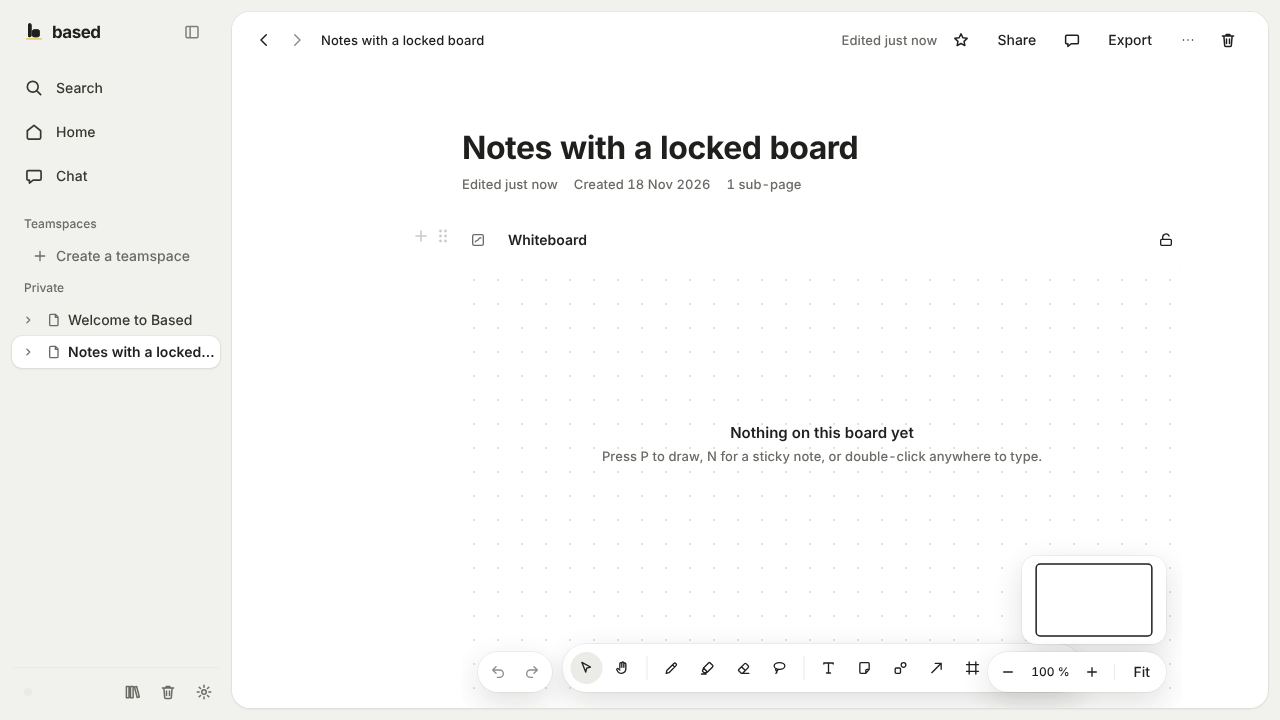 based
Notes with a locked board
Edited just now
Share
Export
Search
Home
Chat
Teamspaces
Create a teamspace
Private
Welcome to Based
Notes with a locked...
Notes with a locked board
Edited just now Created 18 Nov 2026 1 sub-page
Whiteboard
Nothing on this board yet
Press P to draw, N for a sticky note, or double-click anywhere to type.
100 %
Fit